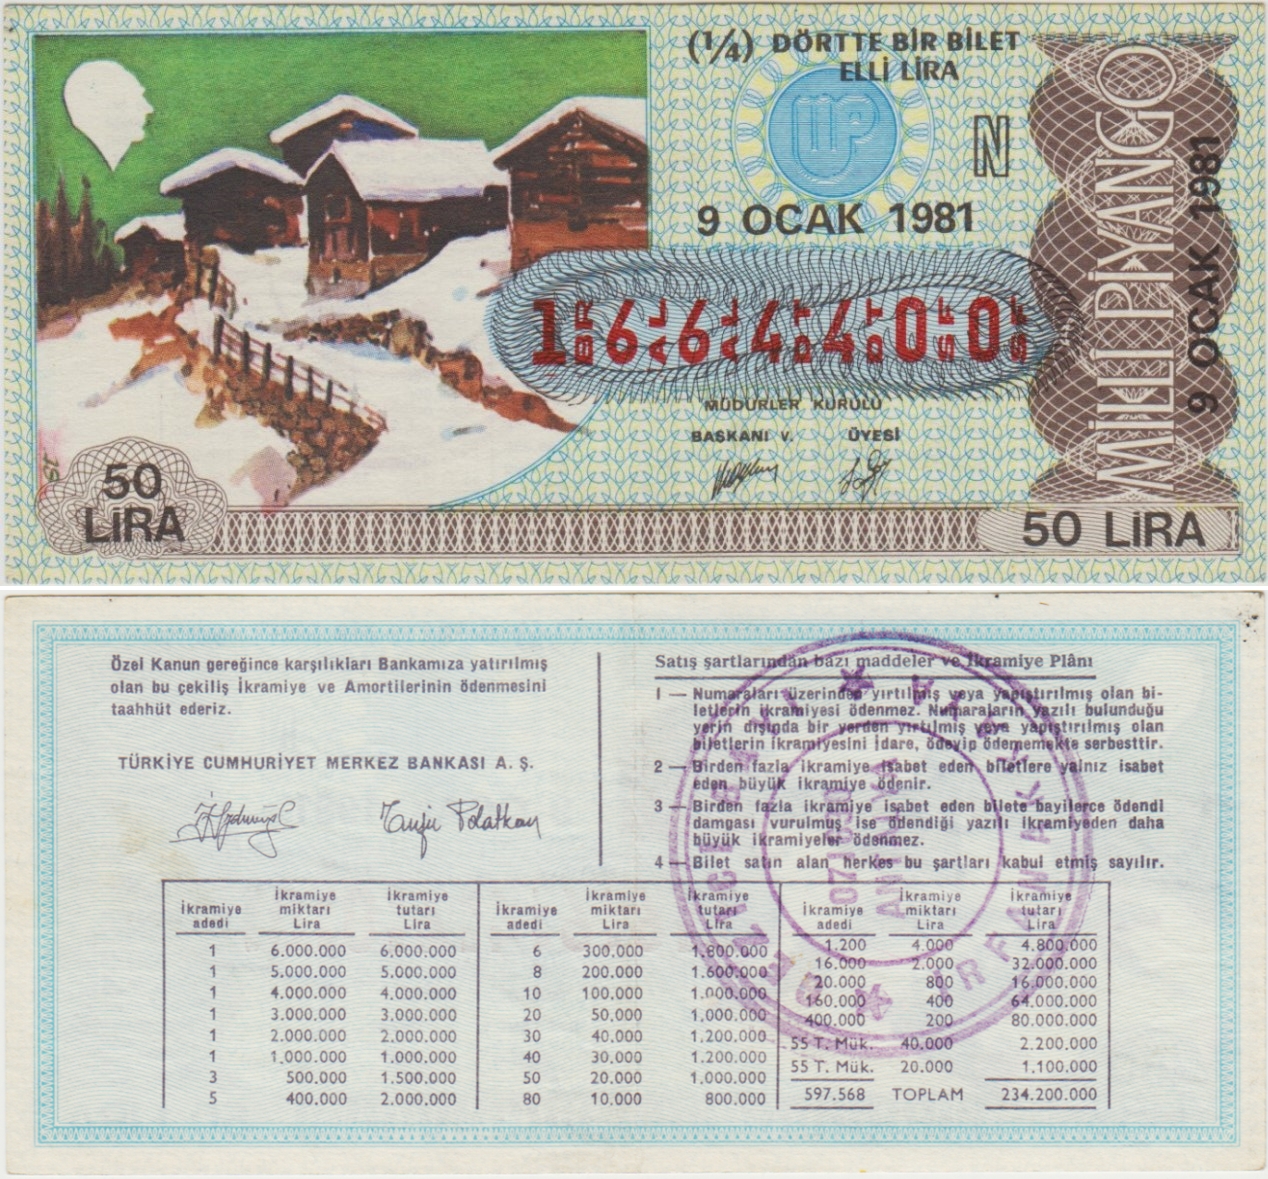 (1/4) DÖRTTE BİR BİLET
ELLİ LİRA
N
9 OCAK 1981
1 BR 6 AL 6 AL 4 DT 4 DT 0 SF 0 SF
MÜDÜRLER KURULU
BAŞKANI V. ÜYESİ
50
LİRA
50 LİRA
MİLLİ PİYANGO
9 OCAK 1981
Özel Kanun gereğince karşılıkları Bankamıza yatırılmış
olan bu çekiliş İkramiye ve Amortilerinin ödenmesini
taahhüt ederiz.
TÜRKİYE CUMHURİYET MERKEZ BANKASI A. Ş.
Satış şartlarından bazı maddeler ve İkramiye Plânı
1 — Numaraları üzerinden yırtılmış veya yapıştırılmış olan bi-
letlerin ikramiyesi ödenmez. Numaraların yazılı bulunduğu
yerin dışında bir yerden yırtılmış veya yapıştırılmış olan
biletlerin ikramiyesini İdare, ödeyip ödememekte serbesttir.
2 — Birden fazla ikramiye isabet eden biletlere yalnız isabet
eden büyük ikramiye ödenir.
3 — Birden fazla ikramiye isabet eden bilete bayilerce ödendi
damgası vurulmuş ise ödendiği yazılı ikramiyeden daha
büyük ikramiyeler ödenmez.
4 — Bilet satın alan herkes bu şartları kabul etmiş sayılır.
İkramiye adedi İkramiye miktarı Lira İkramiye tutarı Lira
1 6.000.000 6.000.000
1 5.000.000 5.000.000
1 4.000.000 4.000.000
1 3.000.000 3.000.000
1 2.000.000 2.000.000
1 1.000.000 1.000.000
3 500.000 1.500.000
5 400.000 2.000.000
İkramiye adedi İkramiye miktarı Lira İkramiye tutarı Lira
6 300.000 1.800.000
8 200.000 1.600.000
10 100.000 1.000.000
20 50,000 1.000.000
30 40.000 1.200.000
40 30.000 1.200.000
50 20.000 1.000.000
80 10.000 800.000
İkramiye adedi İkramiye miktarı Lira İkramiye tutarı Lira
1.200 4.000 4.800.000
16.000 2.000 32.000.000
20.000 800 16.000.000
160.000 400 64.000.000
400.000 200 80.000.000
55 T. Mük. 40.000 2.200.000
55 T. Mük. 20.000 1.100.000
597.568 TOPLAM 234.200.000